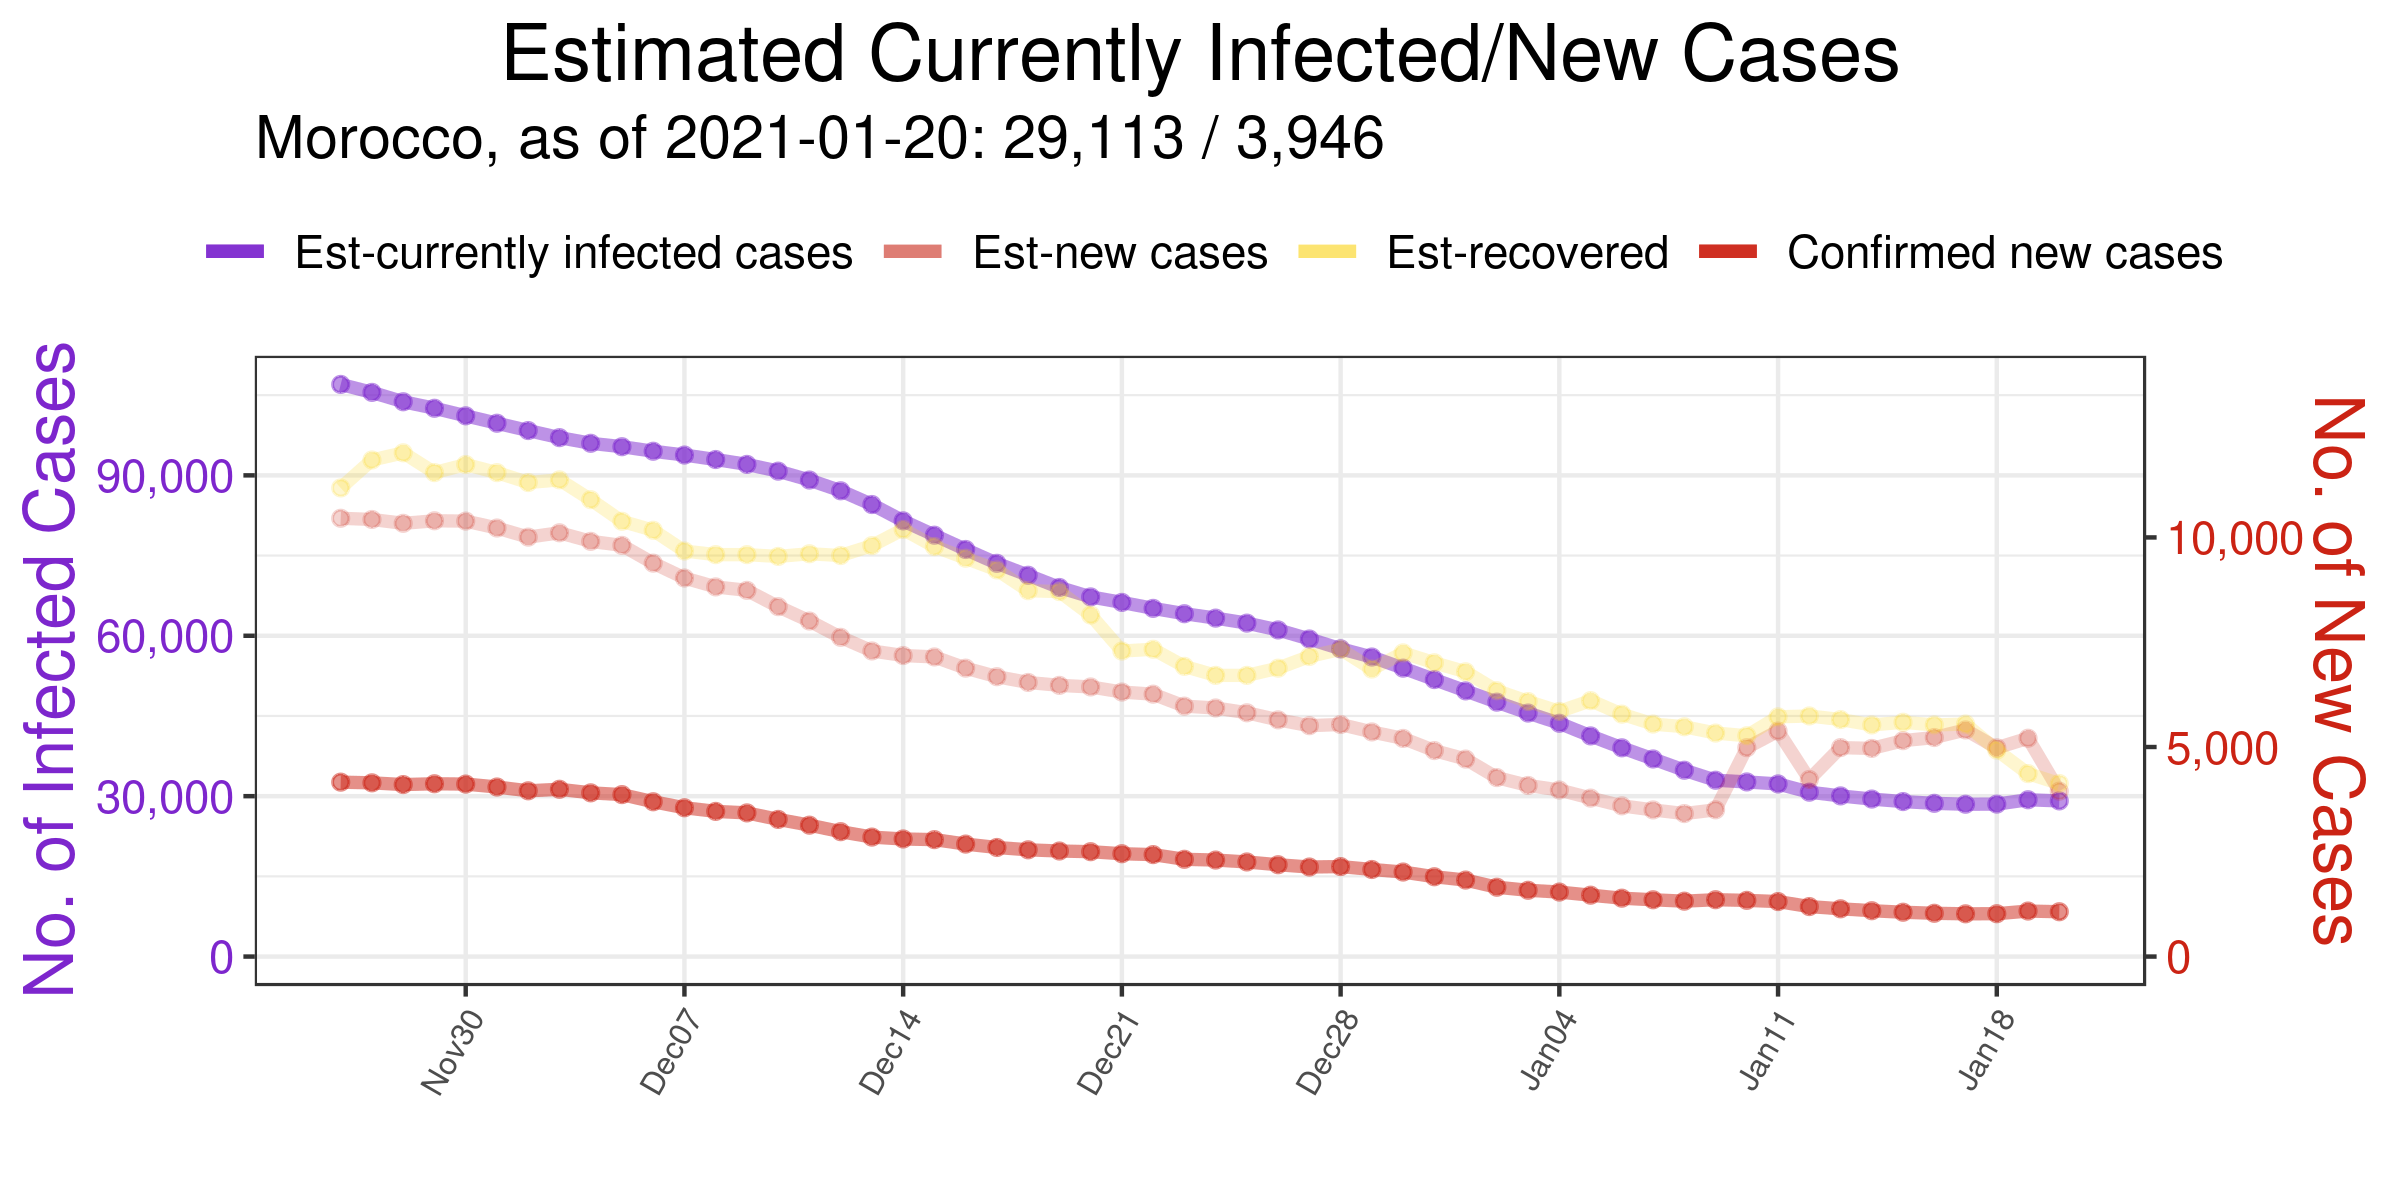 Estimated Currently Infected/New Cases
Morocco, as of 2021-01-20: 29,113 / 3,946
Est-currently infected cases Est-new cases Est-recovered Confirmed new cases
No. of Infected Cases
90,000
60,000
30,000
0
10,000
5,000
0
No. of New Cases
Nov30 Dec07 Dec14 Dec21 Dec28 Jan04 Jan11 Jan18